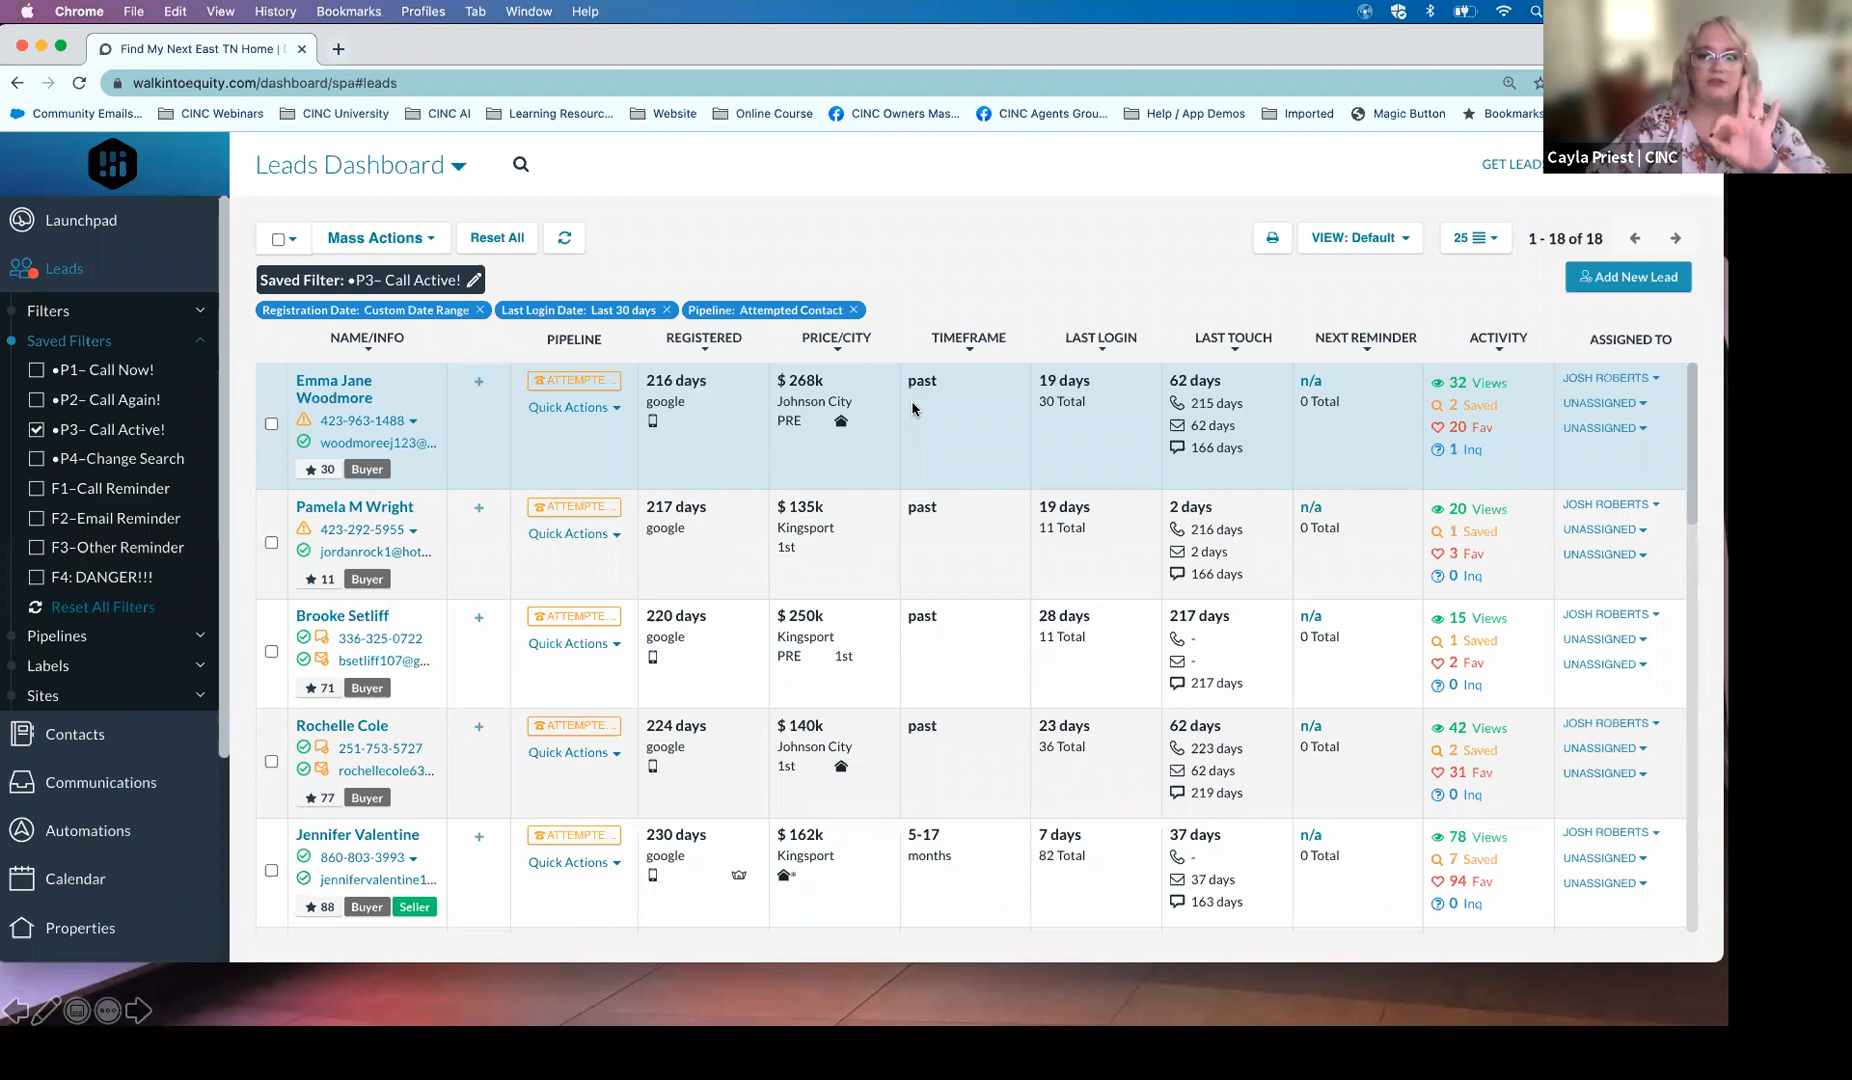 Chrome File Edit View History Bookmarks Profiles Tab Window Help
Find My Next East TN Home |
walkintoequity.com/dashboard/spa#leads
Community Emails... CINC Webinars CINC University CINC AI Learning Resourc... Website Online Course CINC Owners Mas... CINC Agents Grou... Help / App Demos Imported Magic Button Bookmarks
Cayla Priest | CINC
Leads Dashboard
GET LEADS
Launchpad
Leads
Filters
Saved Filters
•P1– Call Now!
•P2– Call Again!
•P3– Call Active!
•P4–Change Search
F1–Call Reminder
F2–Email Reminder
F3–Other Reminder
F4: DANGER!!!
Reset All Filters
Pipelines
Labels
Sites
Contacts
Communications
Automations
Calendar
Properties
Mass Actions Reset All VIEW: Default 25 1 - 18 of 18
Saved Filter: •P3– Call Active!
Add New Lead
Registration Date: Custom Date Range Last Login Date: Last 30 days Pipeline: Attempted Contact
NAME/INFO PIPELINE REGISTERED PRICE/CITY TIMEFRAME LAST LOGIN LAST TOUCH NEXT REMINDER ACTIVITY ASSIGNED TO
Emma Jane Woodmore
423-963-1488
woodmoreej123@...
30 Buyer
+
ATTEMPTE...
Quick Actions
216 days
google
$ 268k
Johnson City
PRE
past
19 days
30 Total
62 days
215 days
62 days
166 days
n/a
0 Total
32 Views
2 Saved
20 Fav
1 Inq
JOSH ROBERTS
UNASSIGNED
UNASSIGNED
Pamela M Wright
423-292-5955
jordanrock1@hot...
11 Buyer
+
ATTEMPTE...
Quick Actions
217 days
google
$ 135k
Kingsport
1st
past
19 days
11 Total
2 days
216 days
2 days
166 days
n/a
0 Total
20 Views
1 Saved
3 Fav
0 Inq
JOSH ROBERTS
UNASSIGNED
UNASSIGNED
Brooke Setliff
336-325-0722
bsetliff107@g...
71 Buyer
+
ATTEMPTE...
Quick Actions
220 days
google
$ 250k
Kingsport
PRE 1st
past
28 days
11 Total
217 days
-
-
217 days
n/a
0 Total
15 Views
1 Saved
2 Fav
0 Inq
JOSH ROBERTS
UNASSIGNED
UNASSIGNED
Rochelle Cole
251-753-5727
rochellecole63...
77 Buyer
+
ATTEMPTE...
Quick Actions
224 days
google
$ 140k
Johnson City
1st
past
23 days
36 Total
62 days
223 days
62 days
219 days
n/a
0 Total
42 Views
2 Saved
31 Fav
0 Inq
JOSH ROBERTS
UNASSIGNED
UNASSIGNED
Jennifer Valentine
860-803-3993
jennifervalentine1...
88 Buyer Seller
+
ATTEMPTE...
Quick Actions
230 days
google
$ 162k
Kingsport
*
5-17
months
7 days
82 Total
37 days
-
37 days
163 days
n/a
0 Total
78 Views
7 Saved
94 Fav
0 Inq
JOSH ROBERTS
UNASSIGNED
UNASSIGNED